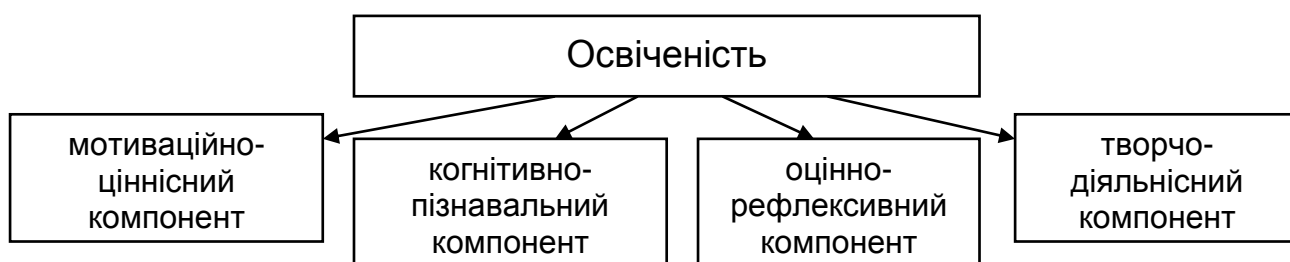 Освіченість
мотиваційно-
ціннісний
компонент
когнітивно-
пізнавальний
компонент
оцінно-
рефлексивний
компонент
творчо-
діяльнісний
компонент